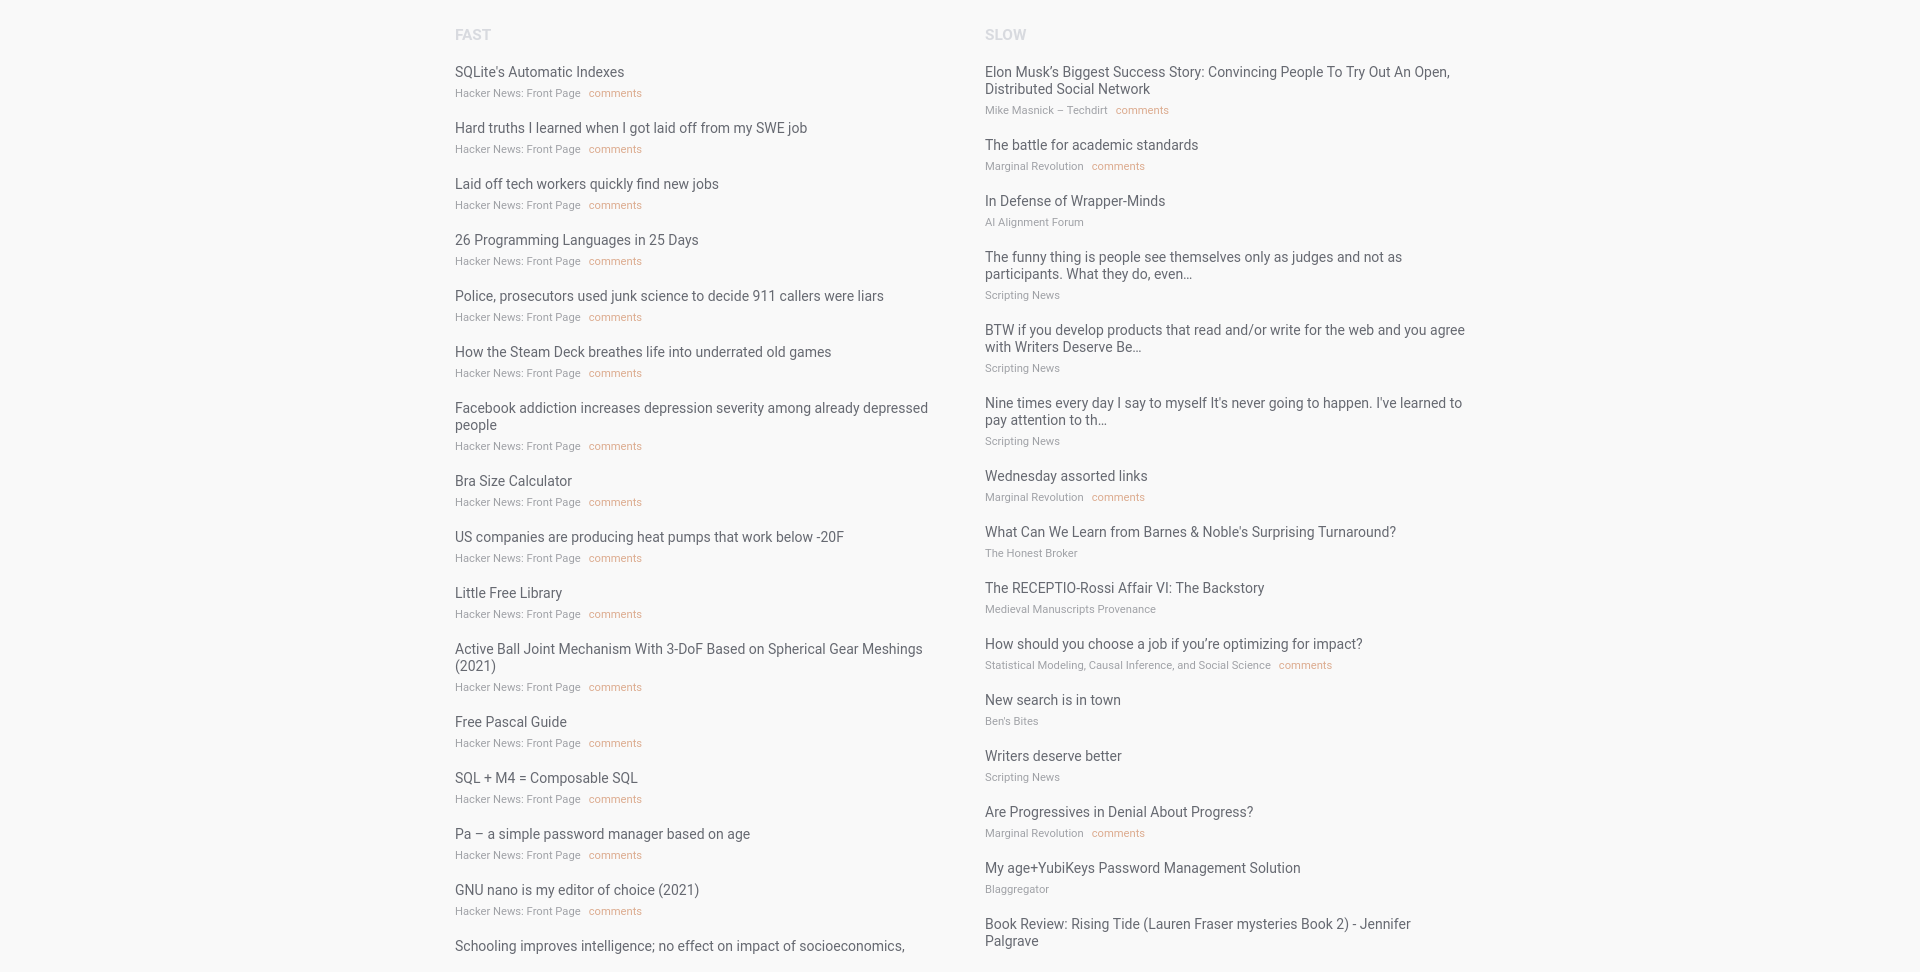 FAST
SQLite's Automatic Indexes
Hacker News: Front Page comments
Hard truths I learned when I got laid off from my SWE job
Hacker News: Front Page comments
Laid off tech workers quickly find new jobs
Hacker News: Front Page comments
26 Programming Languages in 25 Days
Hacker News: Front Page comments
Police, prosecutors used junk science to decide 911 callers were liars
Hacker News: Front Page comments
How the Steam Deck breathes life into underrated old games
Hacker News: Front Page comments
Facebook addiction increases depression severity among already depressed
people
Hacker News: Front Page comments
Bra Size Calculator
Hacker News: Front Page comments
US companies are producing heat pumps that work below -20F
Hacker News: Front Page comments
Little Free Library
Hacker News: Front Page comments
Active Ball Joint Mechanism With 3-DoF Based on Spherical Gear Meshings
(2021)
Hacker News: Front Page comments
Free Pascal Guide
Hacker News: Front Page comments
SQL + M4 = Composable SQL
Hacker News: Front Page comments
Pa – a simple password manager based on age
Hacker News: Front Page comments
GNU nano is my editor of choice (2021)
Hacker News: Front Page comments
Schooling improves intelligence; no effect on impact of socioeconomics,
SLOW
Elon Musk’s Biggest Success Story: Convincing People To Try Out An Open,
Distributed Social Network
Mike Masnick – Techdirt comments
The battle for academic standards
Marginal Revolution comments
In Defense of Wrapper-Minds
AI Alignment Forum
The funny thing is people see themselves only as judges and not as
participants. What they do, even…
Scripting News
BTW if you develop products that read and/or write for the web and you agree
with Writers Deserve Be…
Scripting News
Nine times every day I say to myself It's never going to happen. I've learned to
pay attention to th…
Scripting News
Wednesday assorted links
Marginal Revolution comments
What Can We Learn from Barnes & Noble's Surprising Turnaround?
The Honest Broker
The RECEPTIO-Rossi Affair VI: The Backstory
Medieval Manuscripts Provenance
How should you choose a job if you’re optimizing for impact?
Statistical Modeling, Causal Inference, and Social Science comments
New search is in town
Ben's Bites
Writers deserve better
Scripting News
Are Progressives in Denial About Progress?
Marginal Revolution comments
My age+YubiKeys Password Management Solution
Blaggregator
Book Review: Rising Tide (Lauren Fraser mysteries Book 2) - Jennifer
Palgrave